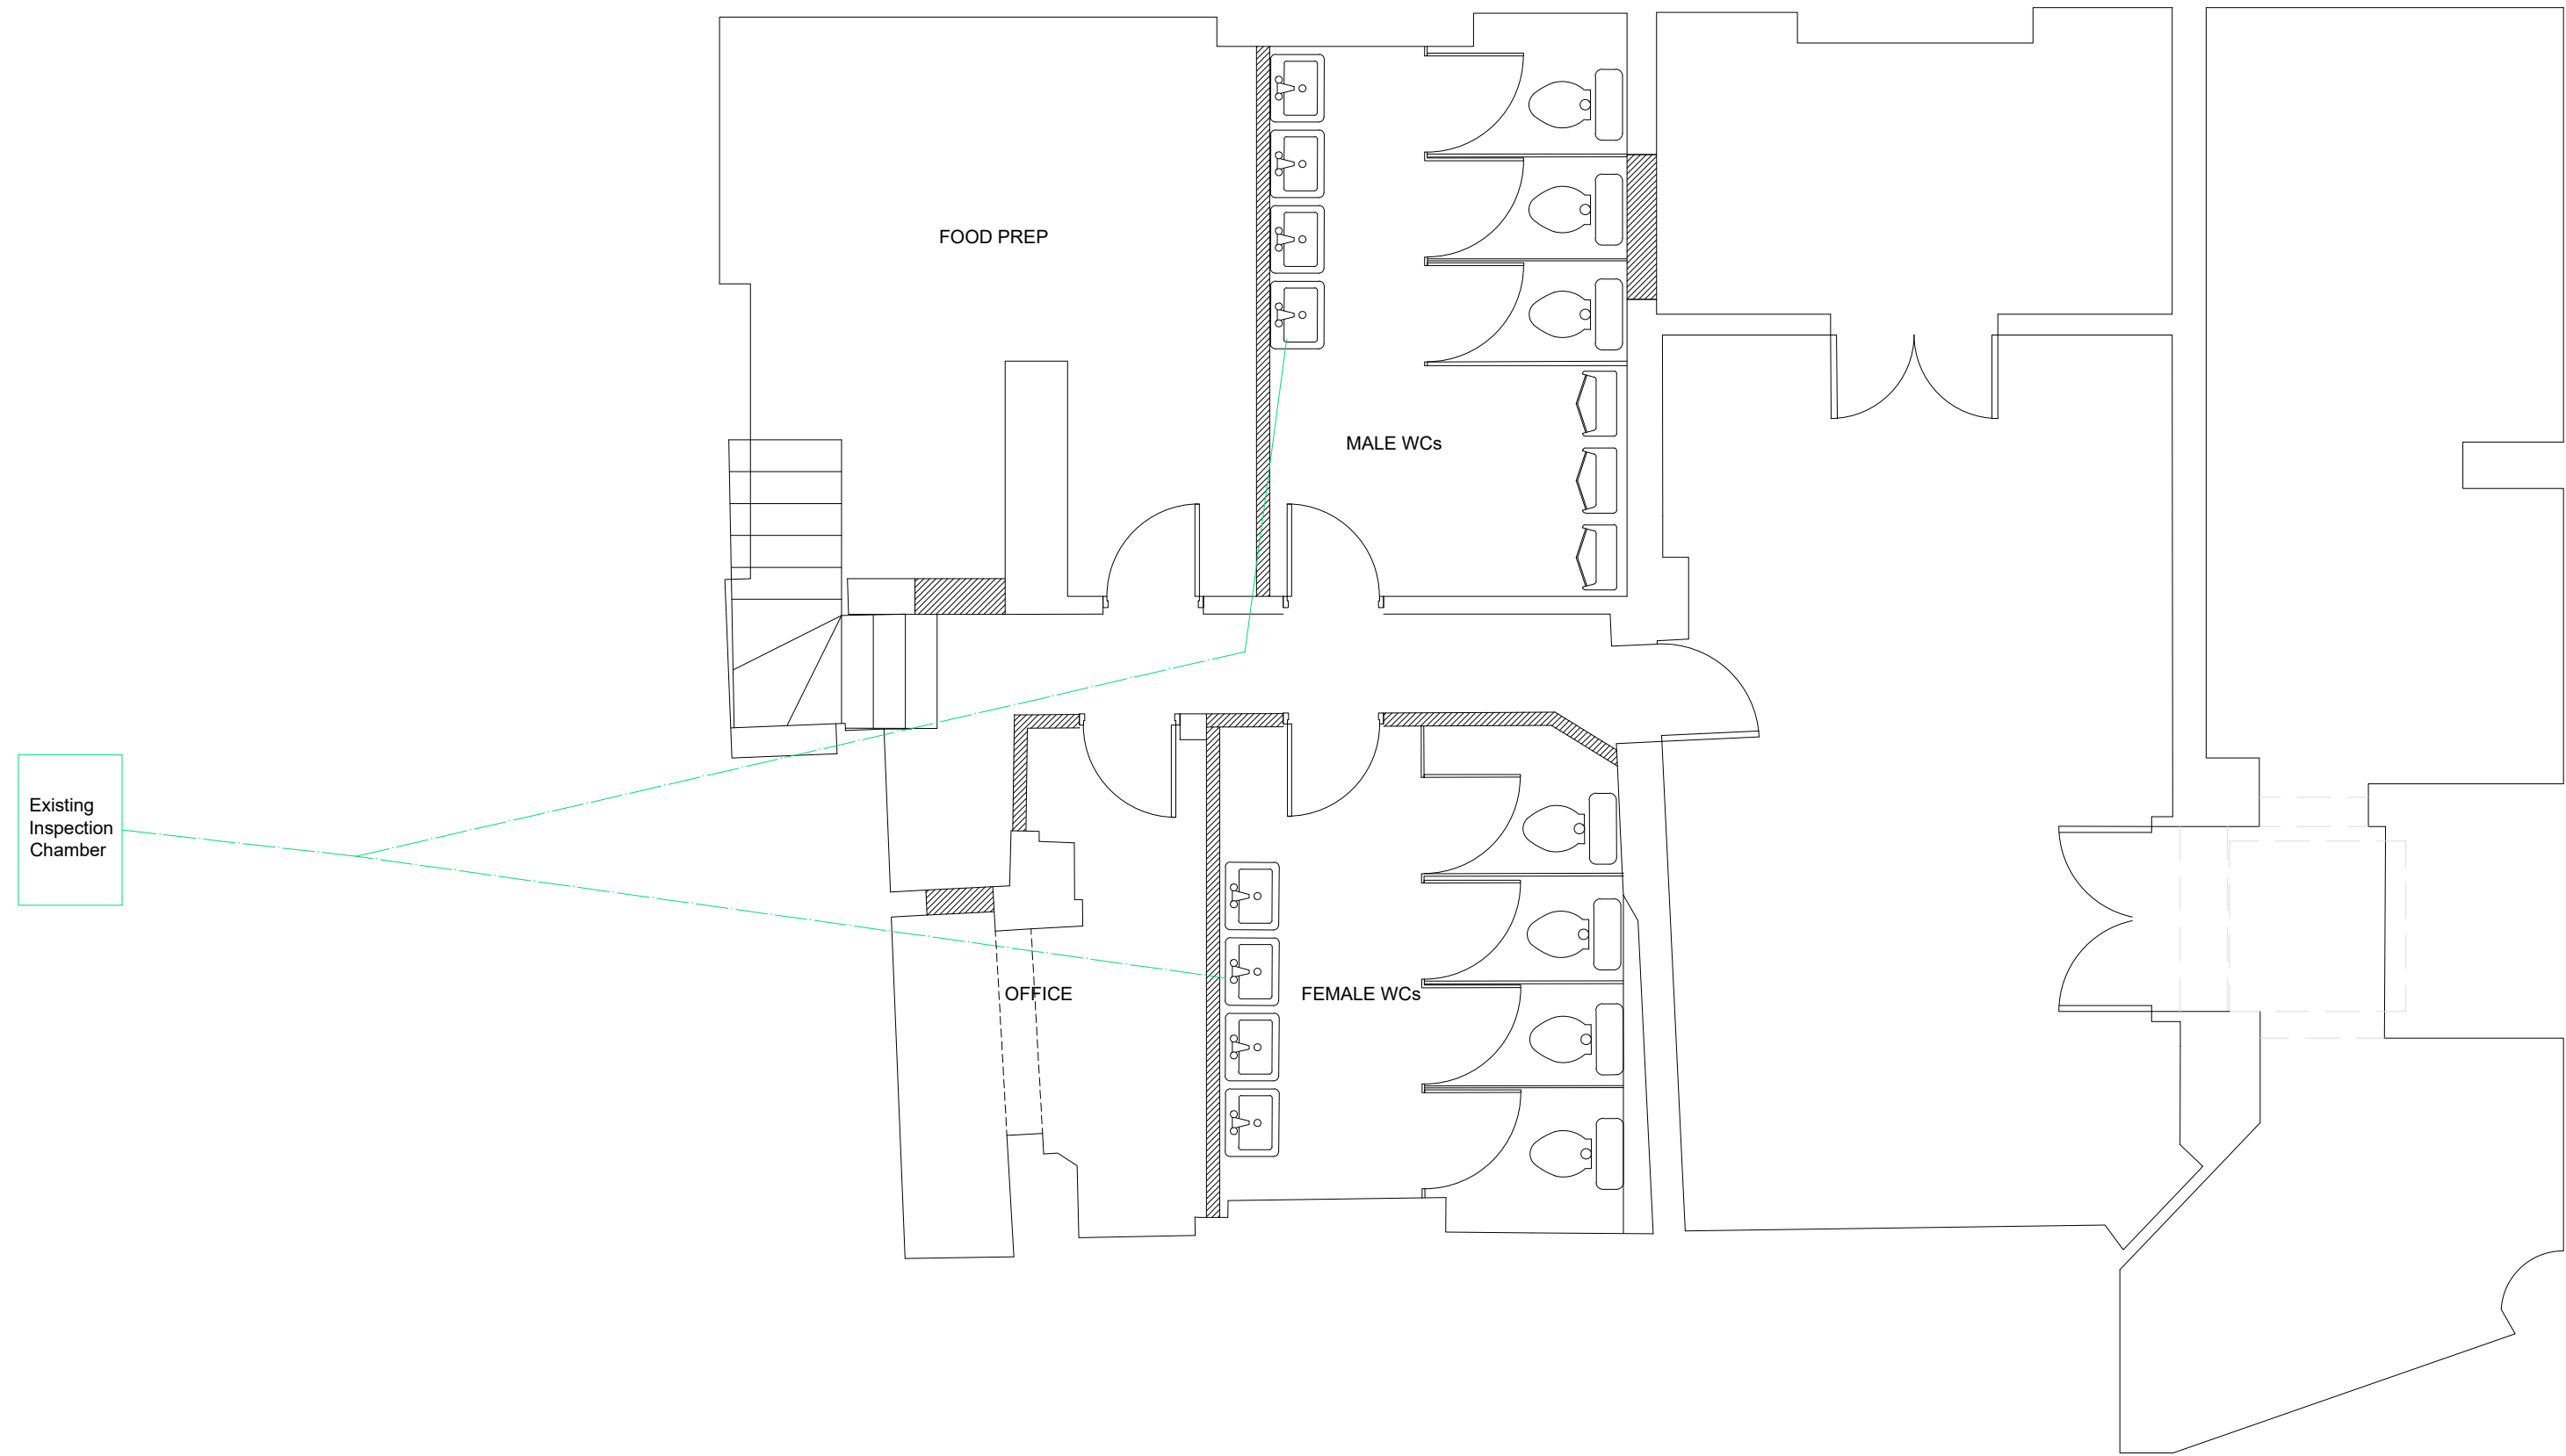 FOOD PREP
MALE WCs
Existing
Inspection
Chamber
OFFICE
FEMALE WCs